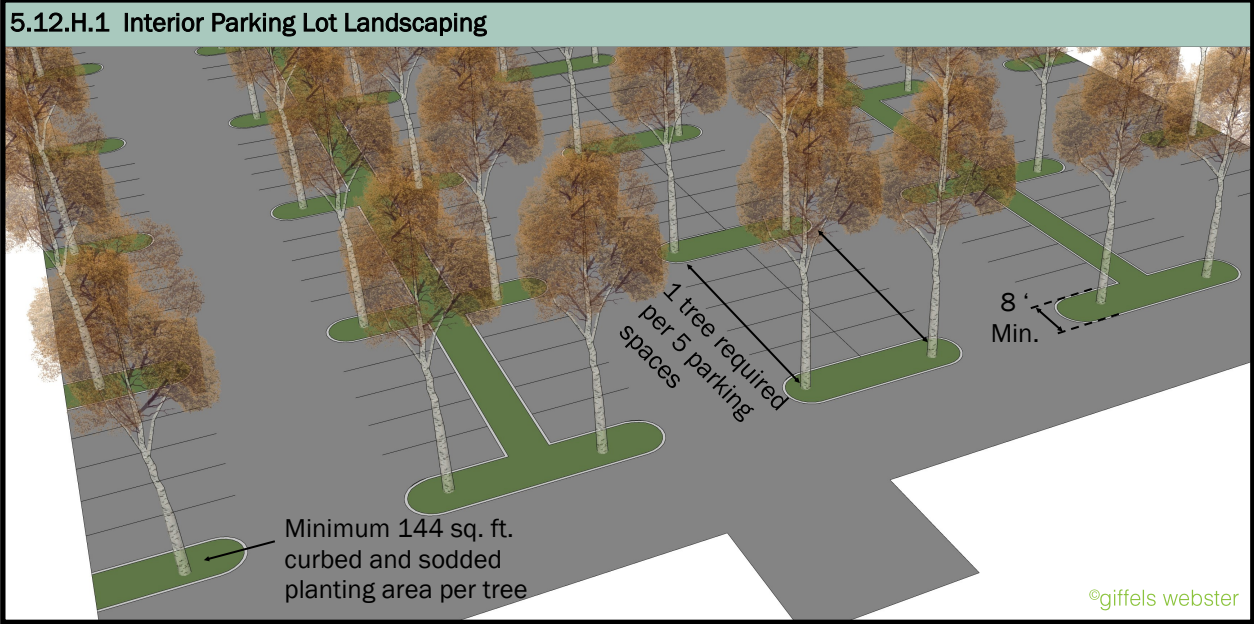 5.12.H.1 Interior Parking Lot Landscaping
1 tree required
per 5 parking
spaces
8 ‘
Min.
Minimum 144 sq. ft.
curbed and sodded
planting area per tree
©giffels webster